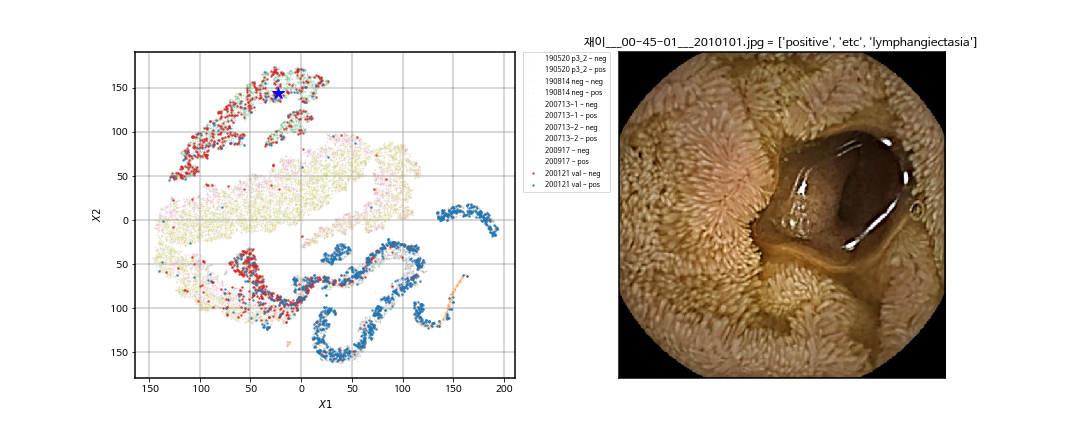 재이___00-45-01___2010101.jpg = ['positive', 'etc', 'lymphangiectasia']
190520 p3_2 - neg
190520 p3_2 - pos
190814 neg - neg
190814 neg - pos
200713-1 - neg
200713-1 - pos
200713-2 - neg
200713-2 - pos
200917 - neg
200917 - pos
200121 val - neg
200121 val - pos
150
100
50
0
50
100
150
X2
150 100 50 0 50 100 150 200
X1